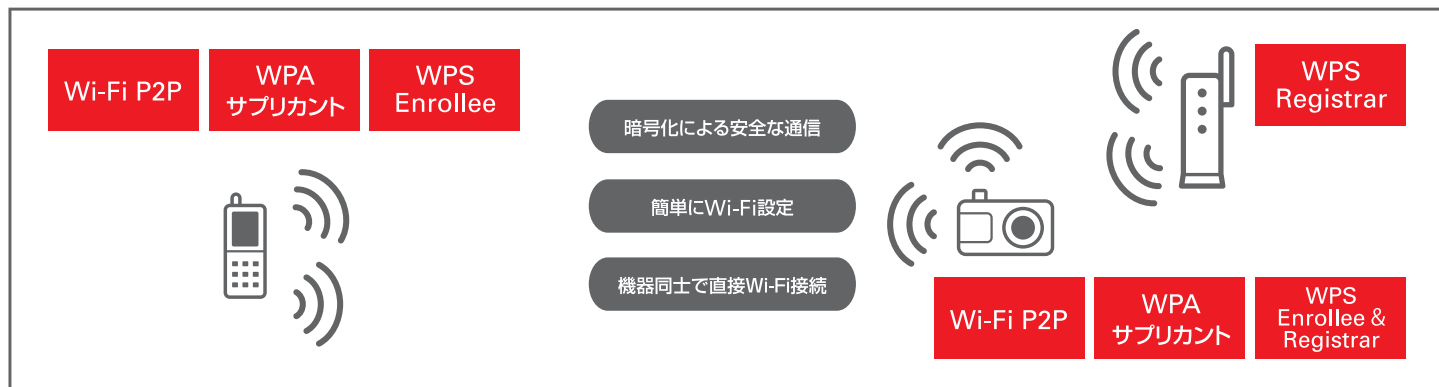 Wi-Fi P2P
WPA
サプリカント
WPS
Enrollee
暗号化による安全な通信
簡単にWi-Fi設定
機器同士で直接Wi-Fi接続
WPS
Registrar
Wi-Fi P2P
WPA
サプリカント
WPS
Enrollee &
Registrar